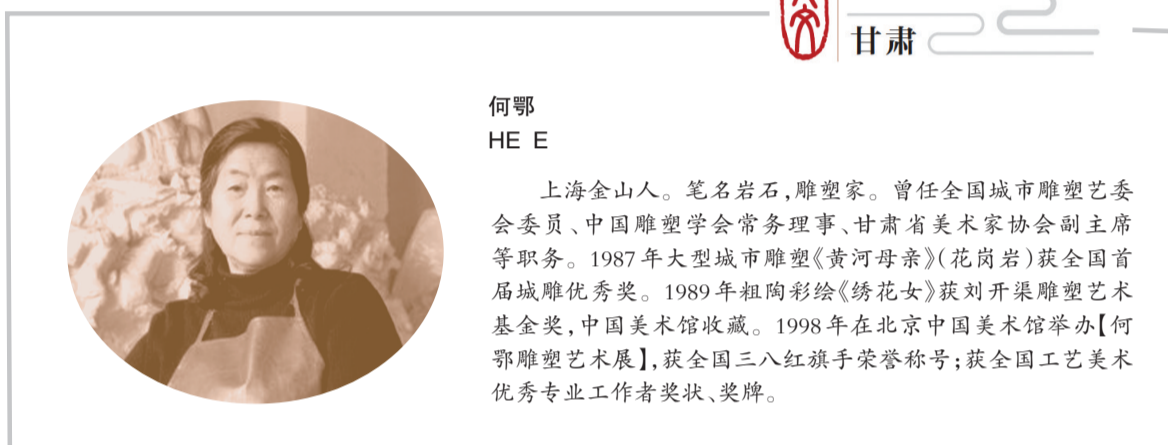 甘肃
何鄂
HE E
上海金山人。笔名岩石,雕塑家。曾任全国城市雕塑艺委
会委员、中国雕塑学会常务理事、甘肃省美术家协会副主席
等职务。1987年大型城市雕塑《黄河母亲》(花岗岩)获全国首
届城雕优秀奖。1989年粗陶彩绘《绣花女》获刘开渠雕塑艺术
基金奖,中国美术馆收藏。1998年在北京中国美术馆举办【何
鄂雕塑艺术展】,获全国三八红旗手荣誉称号;获全国工艺美术
优秀专业工作者奖状、奖牌。